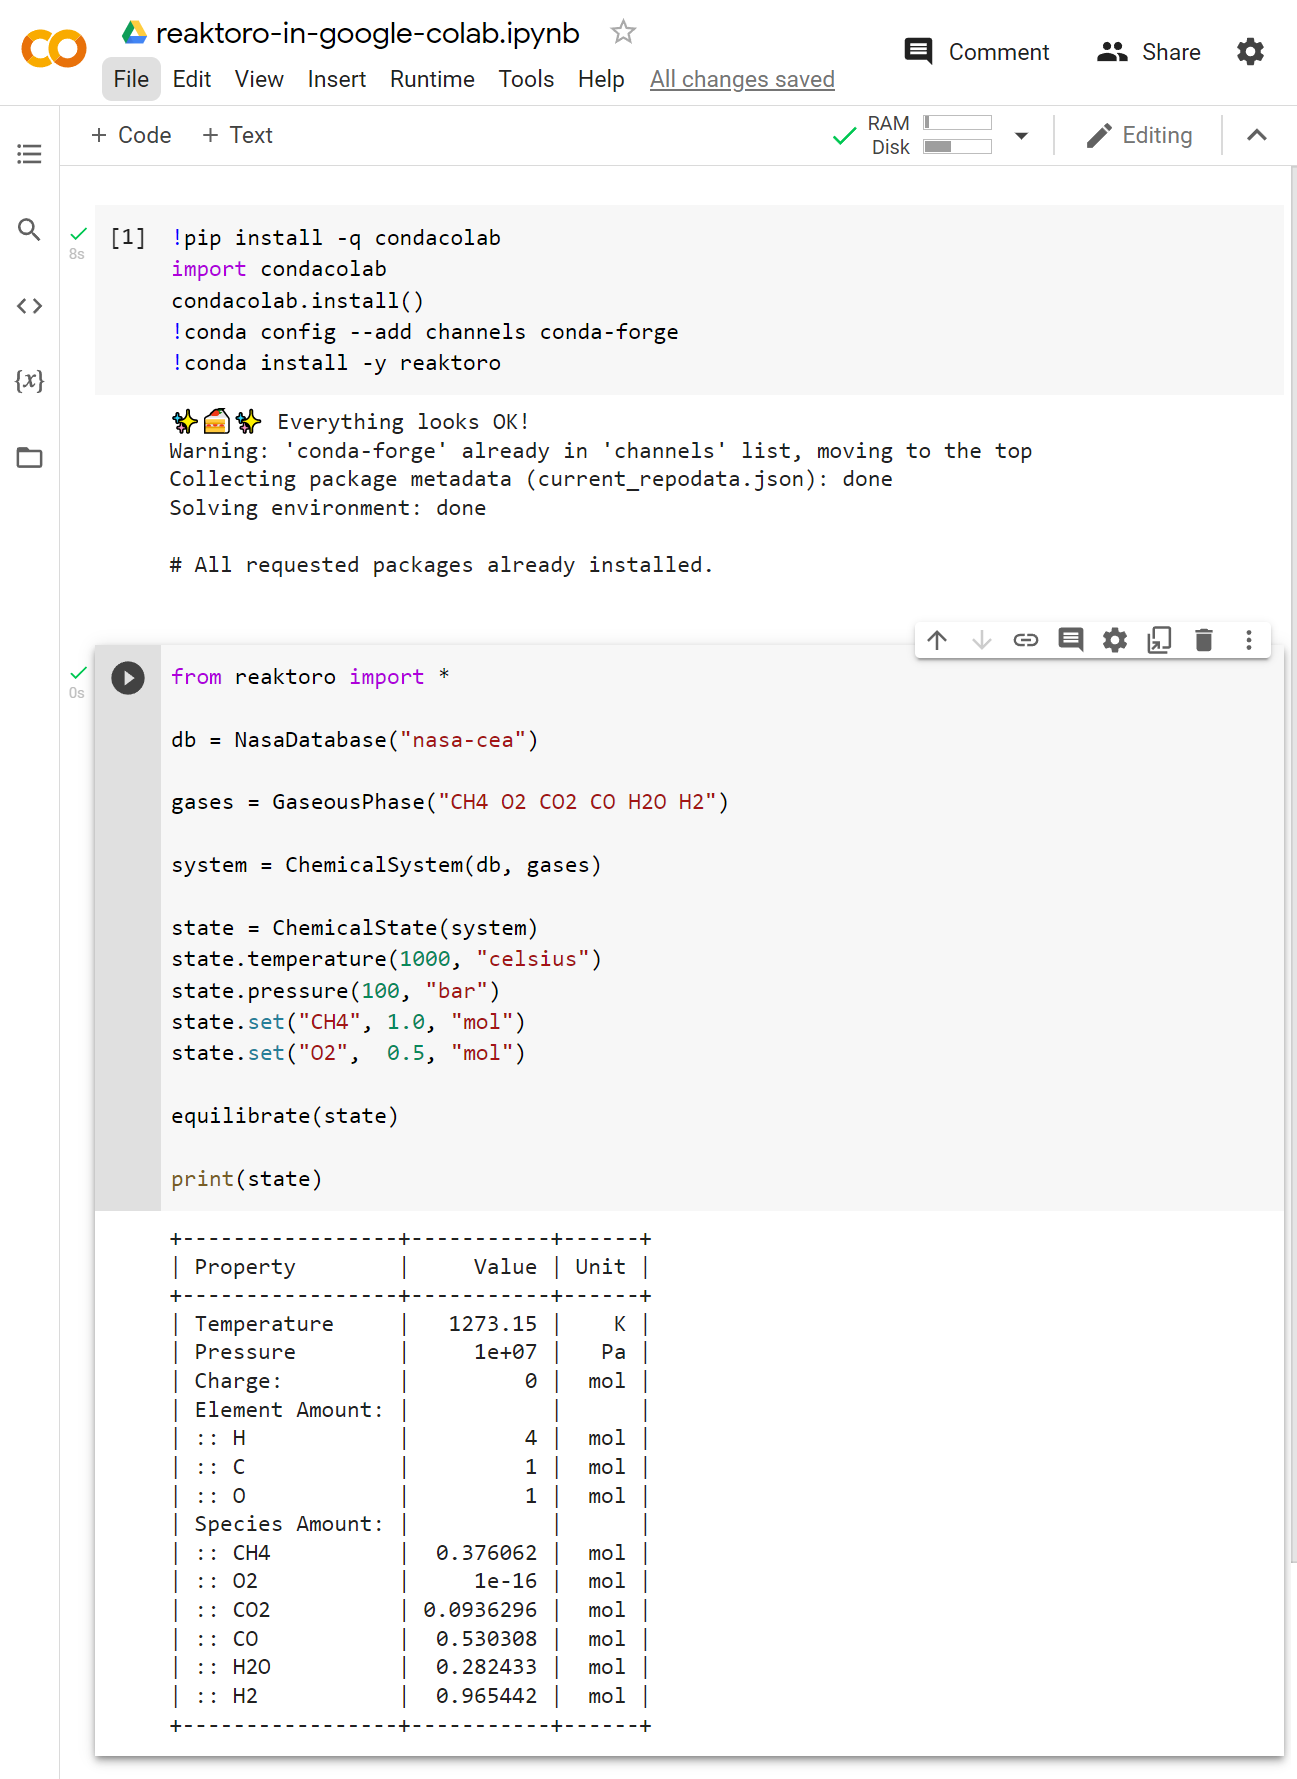 reaktoro-in-google-colab.ipynb
Comment
Share
File Edit View Insert Runtime Tools Help All changes saved
+ Code + Text
RAM
Disk
Editing
8s
[1] !pip install -q condacolab
import condacolab
condacolab.install()
!conda config --add channels conda-forge
!conda install -y reaktoro
✨🍰✨ Everything looks OK!
Warning: 'conda-forge' already in 'channels' list, moving to the top
Collecting package metadata (current_repodata.json): done
Solving environment: done
# All requested packages already installed.
0s
from reaktoro import *
db = NasaDatabase("nasa-cea")
gases = GaseousPhase("CH4 O2 CO2 CO H2O H2")
system = ChemicalSystem(db, gases)
state = ChemicalState(system)
state.temperature(1000, "celsius")
state.pressure(100, "bar")
state.set("CH4", 1.0, "mol")
state.set("O2",  0.5, "mol")
equilibrate(state)
print(state)
+-----------------+-----------+------+
| Property        |     Value | Unit |
+-----------------+-----------+------+
| Temperature     |   1273.15 |    K |
| Pressure        |     1e+07 |   Pa |
| Charge:         |         0 |  mol |
| Element Amount: |           |      |
| :: H            |         4 |  mol |
| :: C            |         1 |  mol |
| :: O            |         1 |  mol |
| Species Amount: |           |      |
| :: CH4          |  0.376062 |  mol |
| :: O2           |     1e-16 |  mol |
| :: CO2          | 0.0936296 |  mol |
| :: CO           |  0.530308 |  mol |
| :: H2O          |  0.282433 |  mol |
| :: H2           |  0.965442 |  mol |
+-----------------+-----------+------+